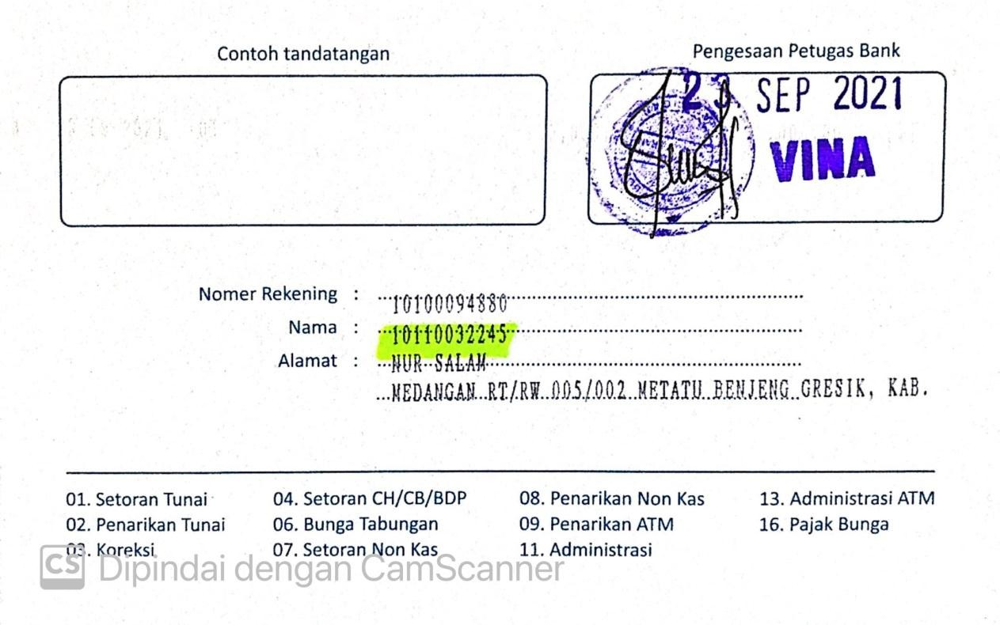 Contoh tandatangan
Pengesaan Petugas Bank
23 SEP 2021
VINA
Nomer Rekening : 10100094880
Nama : 10110032245
Alamat : NUR SALAM
MEDANGAN RT/RW 005/002 METATU BENJENG GRESIK, KAB.
01. Setoran Tunai 04. Setoran CH/CB/BDP 08. Penarikan Non Kas 13. Administrasi ATM
02. Penarikan Tunai 06. Bunga Tabungan 09. Penarikan ATM 16. Pajak Bunga
03. Koreksi 07. Setoran Non Kas 11. Administrasi
CS Dipindai dengan CamScanner